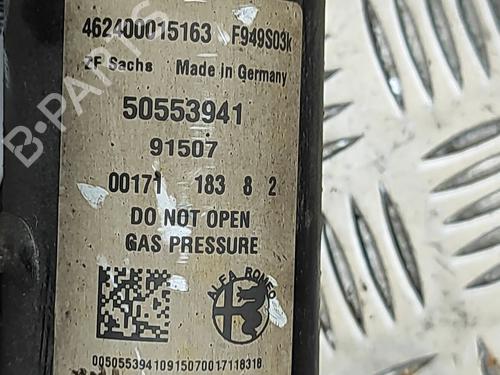 462400015163 F949S03K
ZF Sachs Made in Germany
50553941
91507
00171 183 8 2
DO NOT OPEN
GAS PRESSURE
ALFA ROMEO
00505539410915070017118318
B-PARTS